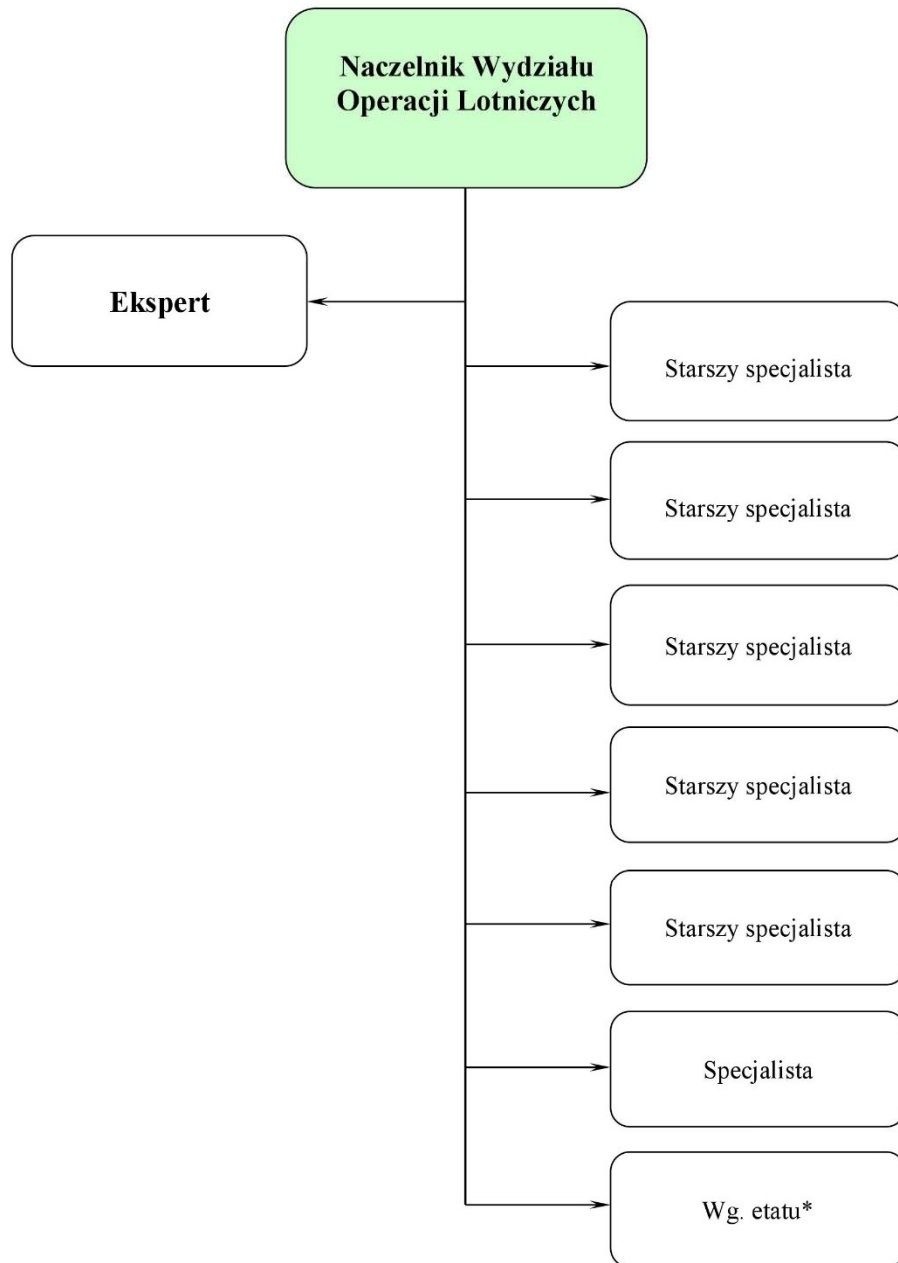 Naczelnik Wydziału
Operacji Lotniczych
Ekspert
Starszy specjalista
Starszy specjalista
Starszy specjalista
Starszy specjalista
Starszy specjalista
Specjalista
Wg. etatu*